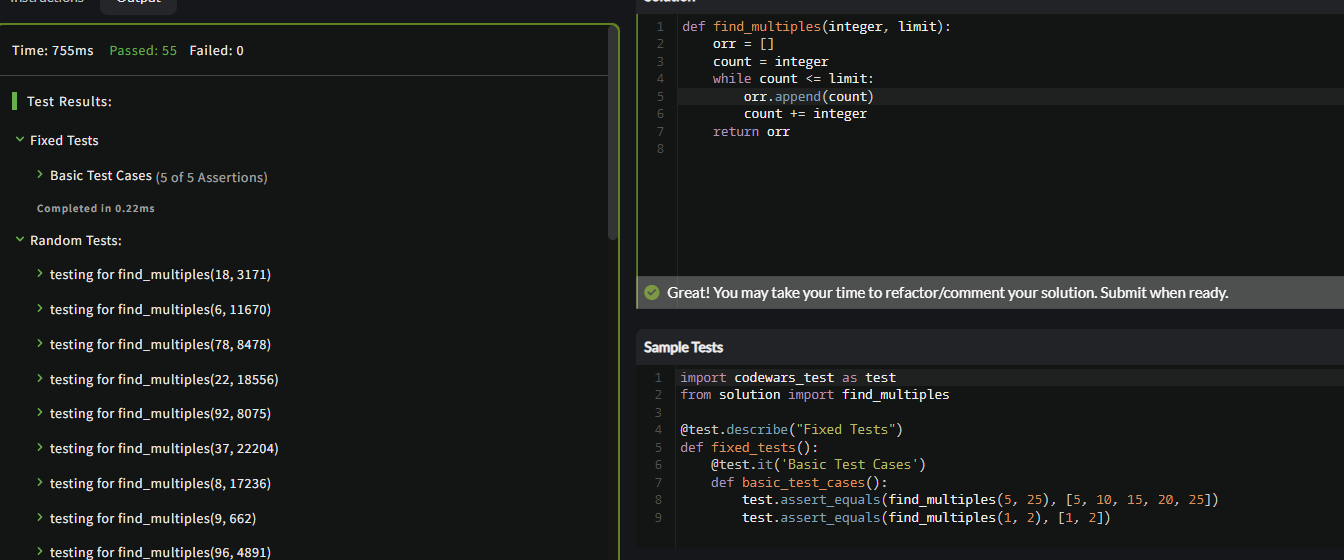 Instructions
Output
Solution
Time: 755ms Passed: 55 Failed: 0
Test Results:
Fixed Tests
Basic Test Cases (5 of 5 Assertions)
Completed in 0.22ms
Random Tests:
testing for find_multiples(18, 3171)
testing for find_multiples(6, 11670)
testing for find_multiples(78, 8478)
testing for find_multiples(22, 18556)
testing for find_multiples(92, 8075)
testing for find_multiples(37, 22204)
testing for find_multiples(8, 17236)
testing for find_multiples(9, 662)
testing for find_multiples(96, 4891)
1 def find_multiples(integer, limit):
2     orr = []
3     count = integer
4     while count <= limit:
5         orr.append(count)
6         count += integer
7     return orr
8
Great! You may take your time to refactor/comment your solution. Submit when ready.
Sample Tests
1 import codewars_test as test
2 from solution import find_multiples
3
4 @test.describe("Fixed Tests")
5 def fixed_tests():
6     @test.it('Basic Test Cases')
7     def basic_test_cases():
8         test.assert_equals(find_multiples(5, 25), [5, 10, 15, 20, 25])
9         test.assert_equals(find_multiples(1, 2), [1, 2])